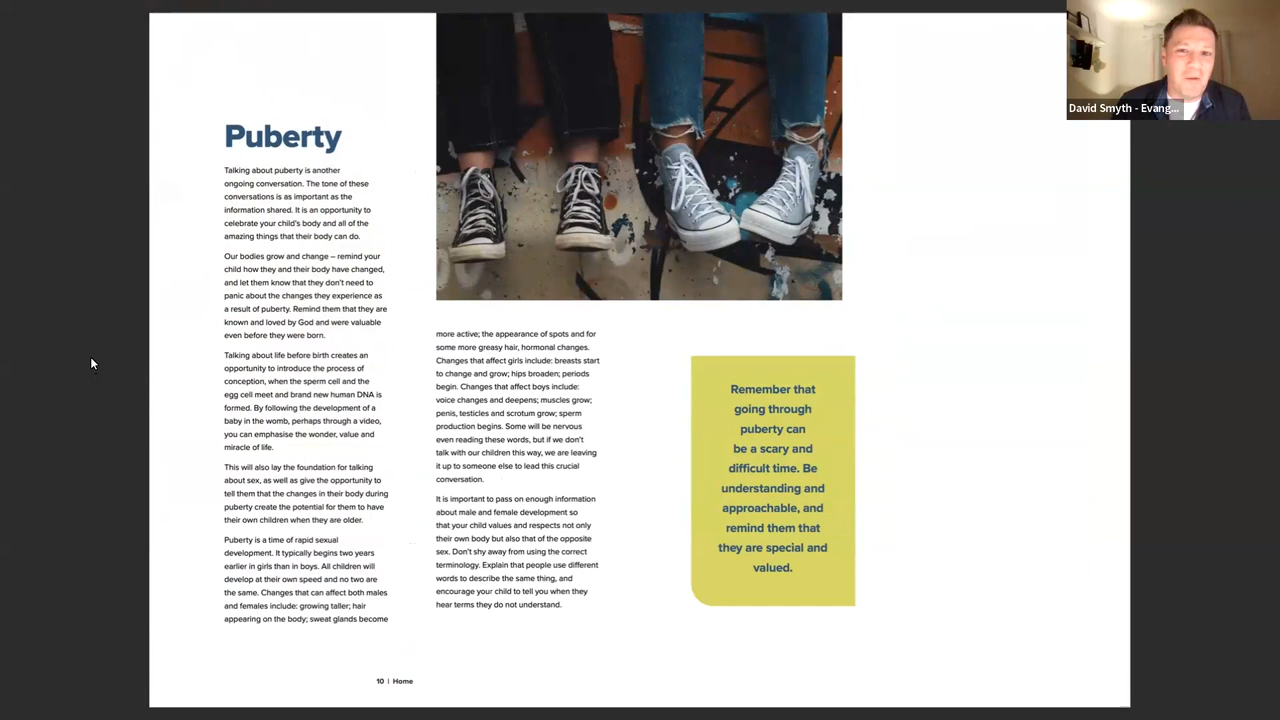 David Smyth - Evang...
Puberty
Talking about puberty is another
ongoing conversation. The tone of these
conversations is as important as the
information shared. It is an opportunity to
celebrate your child's body and all of the
amazing things that their body can do.
Our bodies grow and change – remind your
child how they and their body have changed,
and let them know that they don't need to
panic about the changes they experience as
a result of puberty. Remind them that they are
known and loved by God and were valuable
even before they were born.
Talking about life before birth creates an
opportunity to introduce the process of
conception, when the sperm cell and the
egg cell meet and brand new human DNA is
formed. By following the development of a
baby in the womb, perhaps through a video,
you can emphasise the wonder, value and
miracle of life.
This will also lay the foundation for talking
about sex, as well as give the opportunity to
tell them that the changes in their body during
puberty create the potential for them to have
their own children when they are older.
Puberty is a time of rapid sexual
development. It typically begins two years
earlier in girls than in boys. All children will
develop at their own speed and no two are
the same. Changes that can affect both males
and females include: growing taller; hair
appearing on the body; sweat glands become
more active; the appearance of spots and for
some more greasy hair, hormonal changes.
Changes that affect girls include: breasts start
to change and grow; hips broaden; periods
begin. Changes that affect boys include:
voice changes and deepens; muscles grow;
penis, testicles and scrotum grow; sperm
production begins. Some will be nervous
even reading these words, but if we don't
talk with our children this way, we are leaving
it up to someone else to lead this crucial
conversation.
It is important to pass on enough information
about male and female development so
that your child values and respects not only
their own body but also that of the opposite
sex. Don't shy away from using the correct
terminology. Explain that people use different
words to describe the same thing, and
encourage your child to tell you when they
hear terms they do not understand.
Remember that
going through
puberty can
be a scary and
difficult time. Be
understanding and
approachable, and
remind them that
they are special and
valued.
10 | Home